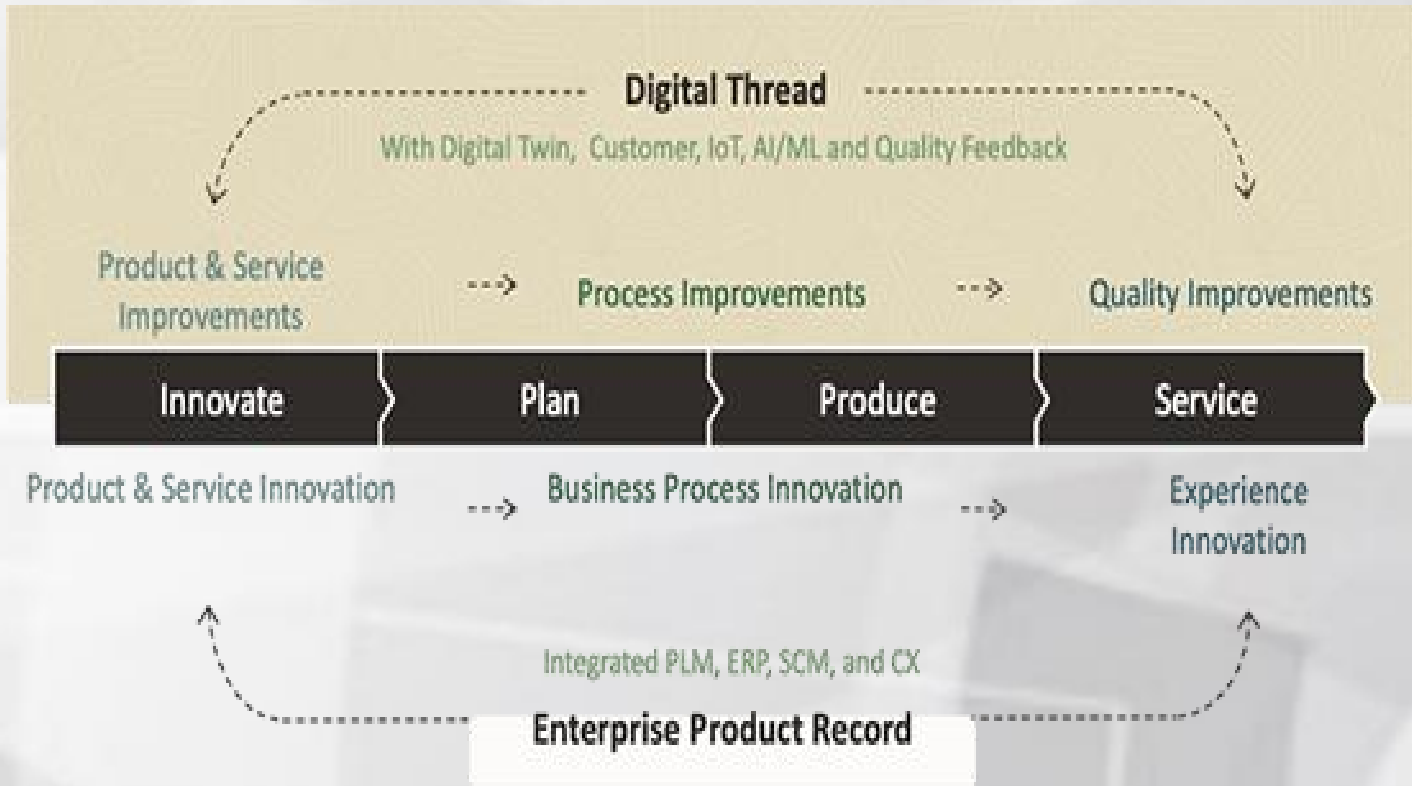 Digital Thread
With Digital Twin, Customer, IoT, AI/ML and Quality Feedback
Product & Service
Improvements
Process Improvements
Quality Improvements
Innovate
Plan
Produce
Service
Product & Service Innovation
Business Process Innovation
Experience
Innovation
Integrated PLM, ERP, SCM, and CX
Enterprise Product Record